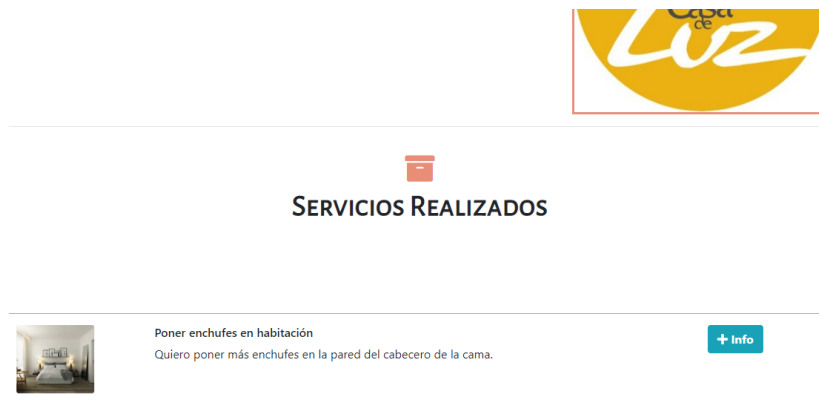 Casa
de
Luz
SERVICIOS REALIZADOS
Poner enchufes en habitación
Quiero poner más enchufes en la pared del cabecero de la cama.
+ Info